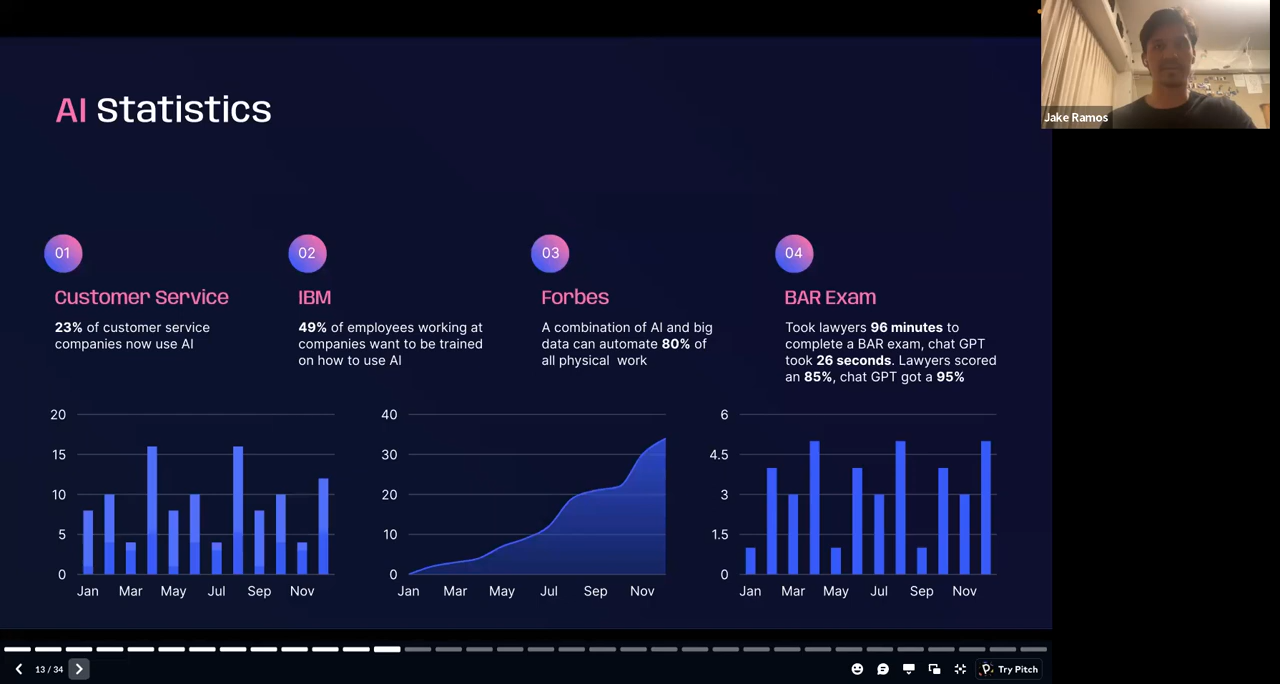 Jake Ramos
AI Statistics
01
Customer Service
23% of customer service
companies now use AI
02
IBM
49% of employees working at
companies want to be trained
on how to use AI
03
Forbes
A combination of AI and big
data can automate 80% of
all physical  work
04
BAR Exam
Took lawyers 96 minutes to
complete a BAR exam, chat GPT
took 26 seconds. Lawyers scored
an 85%, chat GPT got a 95%
20
15
10
5
0
Jan Mar May Jul Sep Nov
40
30
20
10
0
Jan Mar May Jul Sep Nov
6
4.5
3
1.5
0
Jan Mar May Jul Sep Nov
13 / 34
Try Pitch